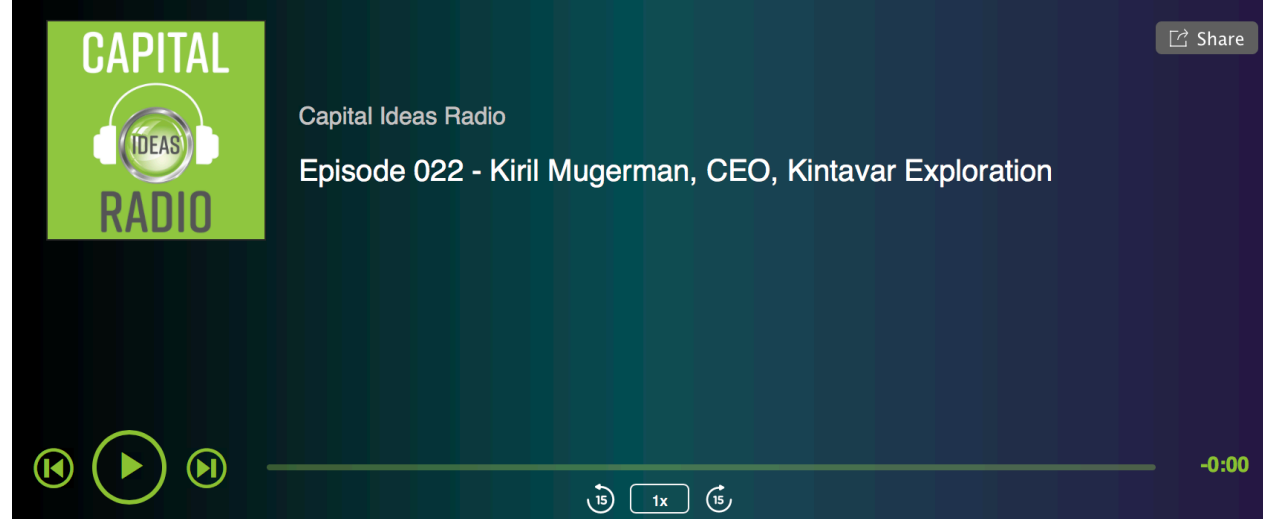 CAPITAL
IDEAS
RADIO
Share
Capital Ideas Radio
Episode 022 - Kiril Mugerman, CEO, Kintavar Exploration
-0:00
15
1x
15